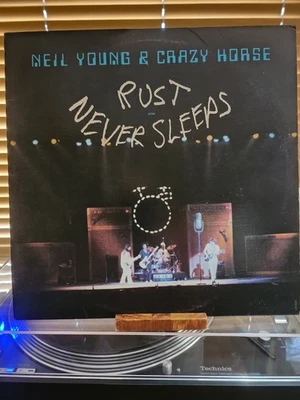 NEIL YOUNG & CRAZY HORSE
RUST
NEVER SLEEPS
Technics